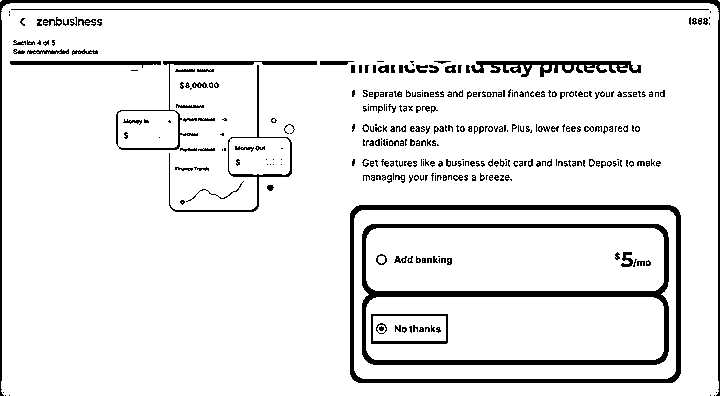 zenbusiness
(888)
Section 4 of 5
See recommended products
finances and stay protected
Available balance
$8,000.00
Transactions
Payment received
Purchase
Payment received
Finance Trends
Money In
$
Money Out
$
Separate business and personal finances to protect your assets and
simplify tax prep.
Quick and easy path to approval. Plus, lower fees compared to
traditional banks.
Get features like a business debit card and Instant Deposit to make
managing your finances a breeze.
Add banking
$5/mo
No thanks